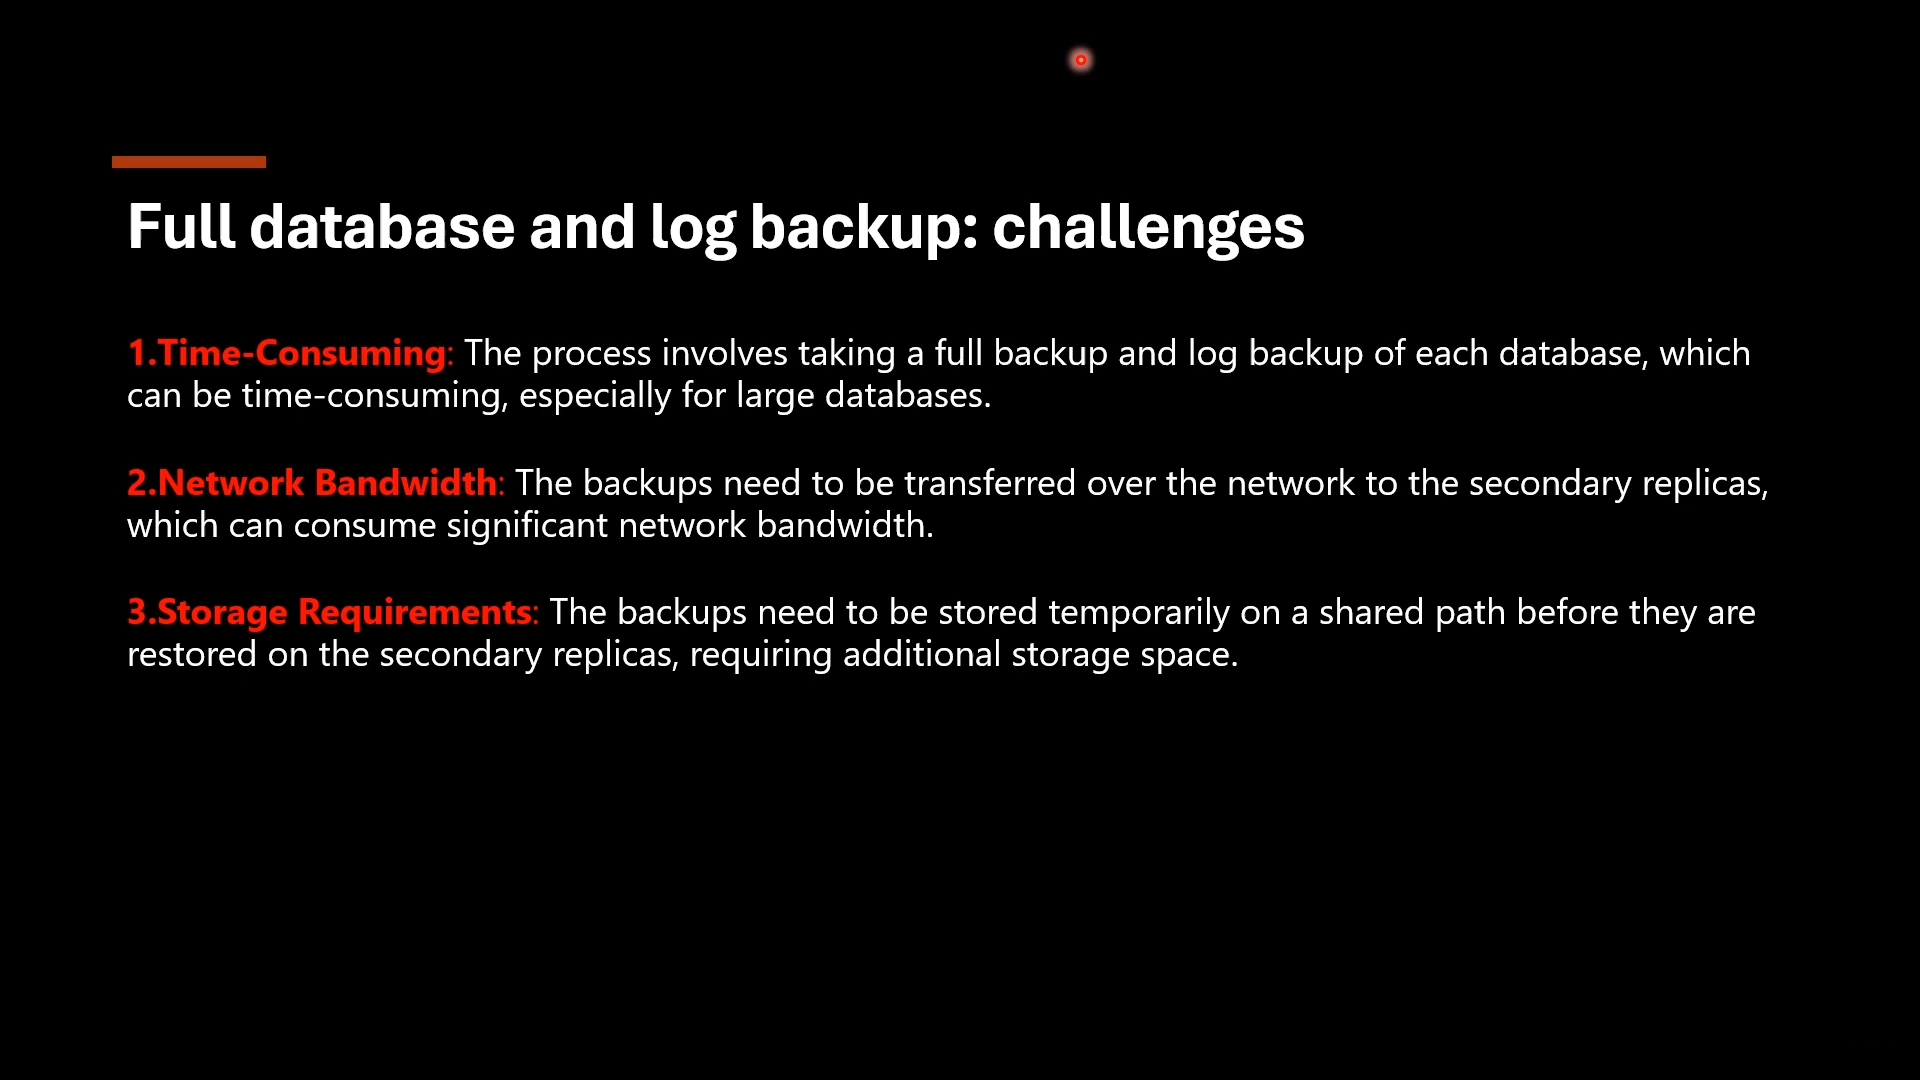 Full database and log backup: challenges
1.Time-Consuming: The process involves taking a full backup and log backup of each database, which
can be time-consuming, especially for large databases.
2.Network Bandwidth: The backups need to be transferred over the network to the secondary replicas,
which can consume significant network bandwidth.
3.Storage Requirements: The backups need to be stored temporarily on a shared path before they are
restored on the secondary replicas, requiring additional storage space.